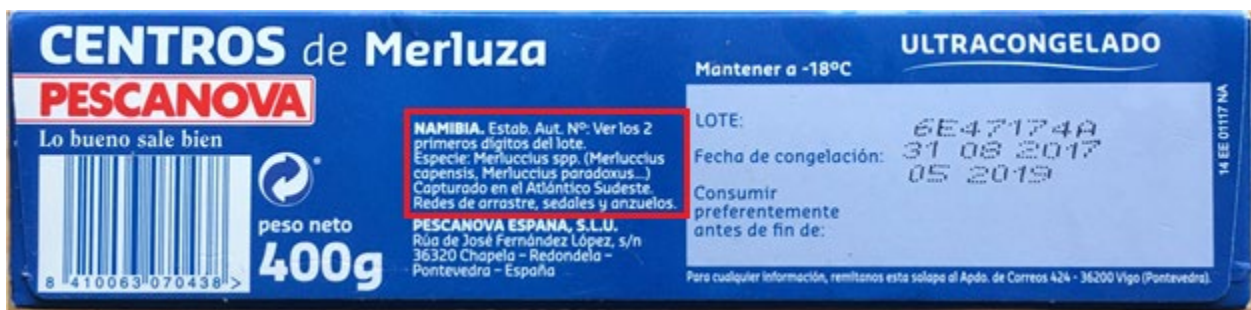 CENTROS de Merluza
PESCANOVA
Lo bueno sale bien
8 410063 070438 >
peso neto
400g
NAMIBIA. Estab. Aut. Nº: Ver los 2
primeros dígitos del lote.
Especie: Merluccius spp. (Merluccius
capensis, Merluccius paradoxus...)
Capturado en el Atlántico Sudeste.
Redes de arrastre, sedales y anzuelos.
PESCANOVA ESPAÑA, S.L.U.
Rúa de José Fernández López, s/n
36320 Chapela – Redondela –
Pontevedra – España
ULTRACONGELADO
Mantener a -18ºC
LOTE: 6E47174A
Fecha de congelación: 31 08 2017
05 2019
Consumir
preferentemente
antes de fin de:
14 EE 01117 NA
Para cualquier información, remítanos esta solapa al Apdo. de Correos 424 - 36200 Vigo (Pontevedra).